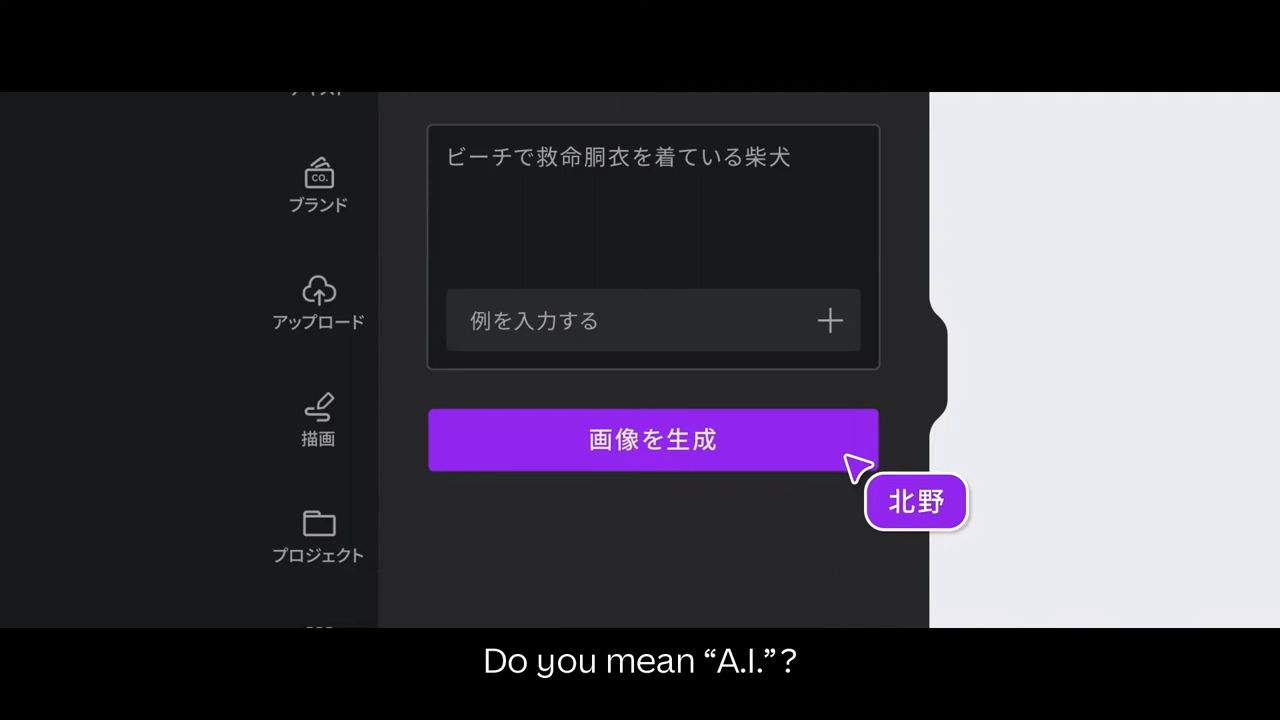 ビーチで救命胴衣を着ている柴犬
CO.
ブランド
アップロード
例を入力する
描画
画像を生成
北野
プロジェクト
Do you mean “A.I.”?